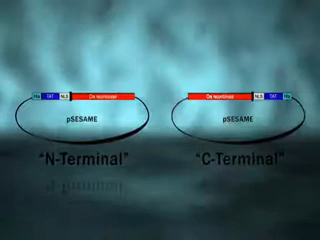 His TAT NLS Cre recombinase
pSESAME
"N-Terminal"
Cre recombinase NLS TAT His
pSESAME
"C-Terminal"